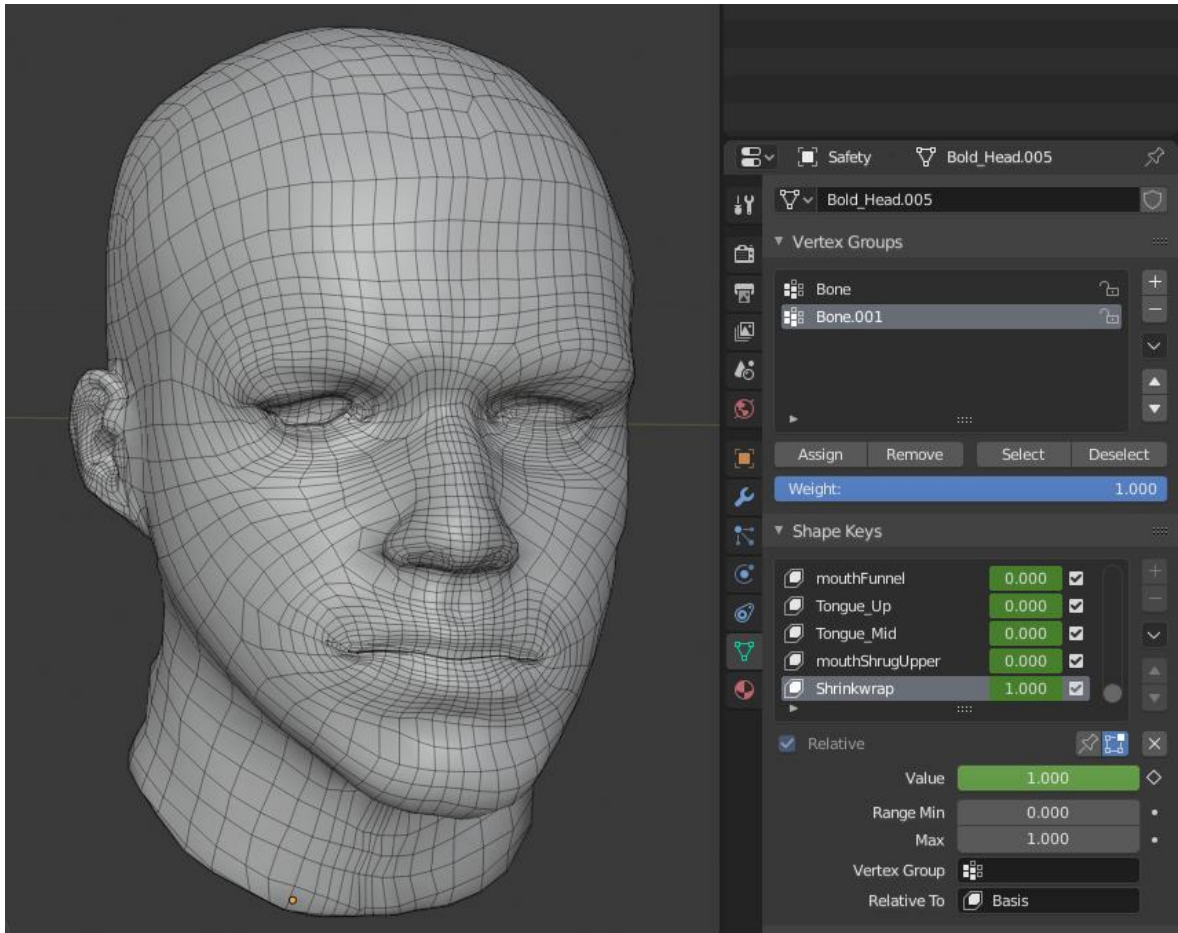 Safety Bold_Head.005
Bold_Head.005
Vertex Groups
Bone
Bone.001
Assign Remove Select Deselect
Weight: 1.000
Shape Keys
mouthFunnel 0.000
Tongue_Up 0.000
Tongue_Mid 0.000
mouthShrugUpper 0.000
Shrinkwrap 1.000
Relative
Value 1.000
Range Min 0.000
Max 1.000
Vertex Group
Relative To Basis